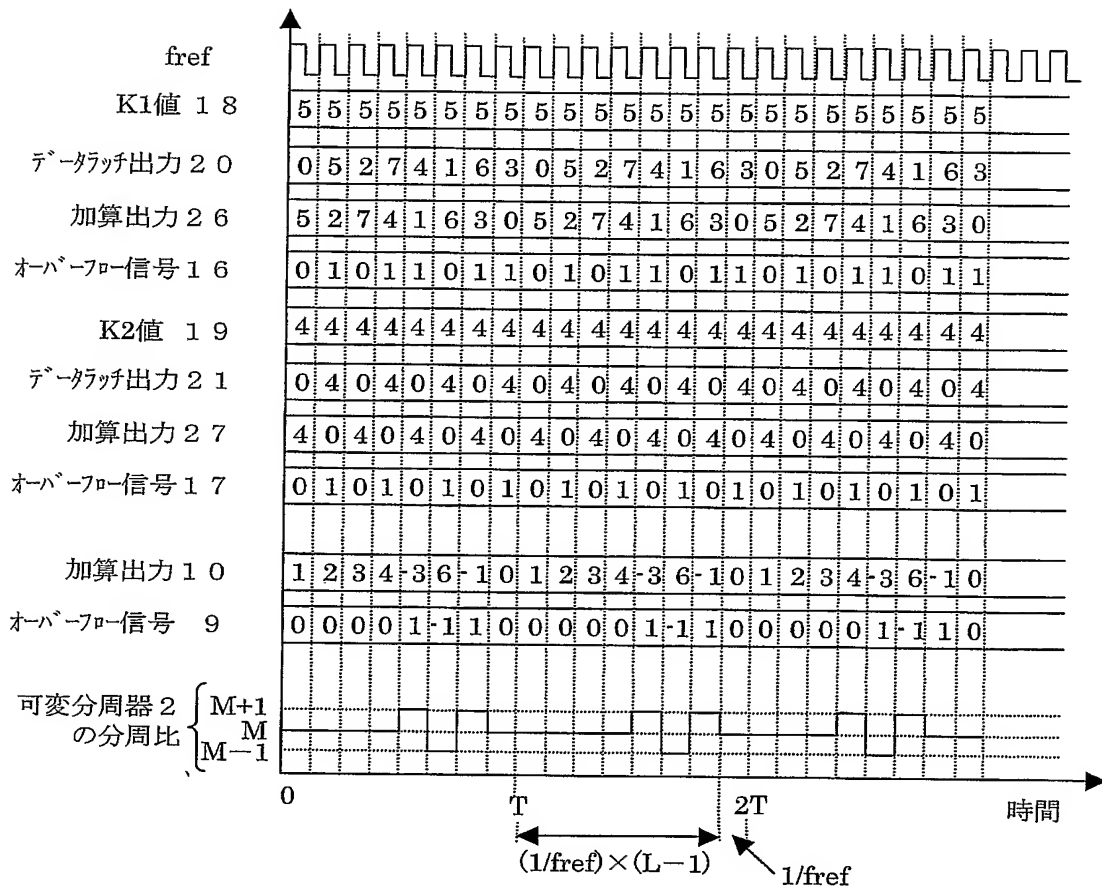 fref
K1値 18 5 5 5 5 5 5 5 5 5 5 5 5 5 5 5 5 5 5 5 5 5 5 5 5
データラッチ出力20 0 5 2 7 4 1 6 3 0 5 2 7 4 1 6 3 0 5 2 7 4 1 6 3
加算出力26 5 2 7 4 1 6 3 0 5 2 7 4 1 6 3 0 5 2 7 4 1 6 3 0
オーバーフロー信号16 0 1 0 1 1 0 1 1 0 1 0 1 1 0 1 1 0 1 0 1 1 0 1 1
K2値 19 4 4 4 4 4 4 4 4 4 4 4 4 4 4 4 4 4 4 4 4 4 4 4 4
データラッチ出力21 0 4 0 4 0 4 0 4 0 4 0 4 0 4 0 4 0 4 0 4 0 4 0 4
加算出力27 4 0 4 0 4 0 4 0 4 0 4 0 4 0 4 0 4 0 4 0 4 0 4 0
オーバーフロー信号17 0 1 0 1 0 1 0 1 0 1 0 1 0 1 0 1 0 1 0 1 0 1 0 1
加算出力10 1 2 3 4 -3 6 -1 0 1 2 3 4 -3 6 -1 0 1 2 3 4 -3 6 -1 0
オーバーフロー信号 9 0 0 0 0 1 -1 1 0 0 0 0 0 1 -1 1 0 0 0 0 0 1 -1 1 0
可変分周器2
の分周比
M+1
M
M−1
0 T 2T 時間
(1/fref)×(L−1)
1/fref